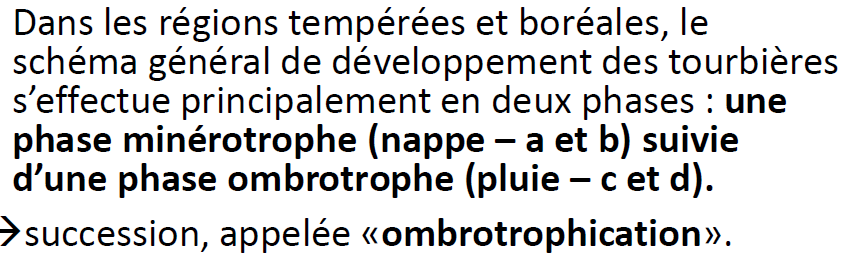 Dans les régions tempérées et boréales, le
schéma général de développement des tourbières
s’effectue principalement en deux phases : une
phase minérotrophe (nappe – a et b) suivie
d’une phase ombrotrophe (pluie – c et d).
→succession, appelée «ombrotrophication».